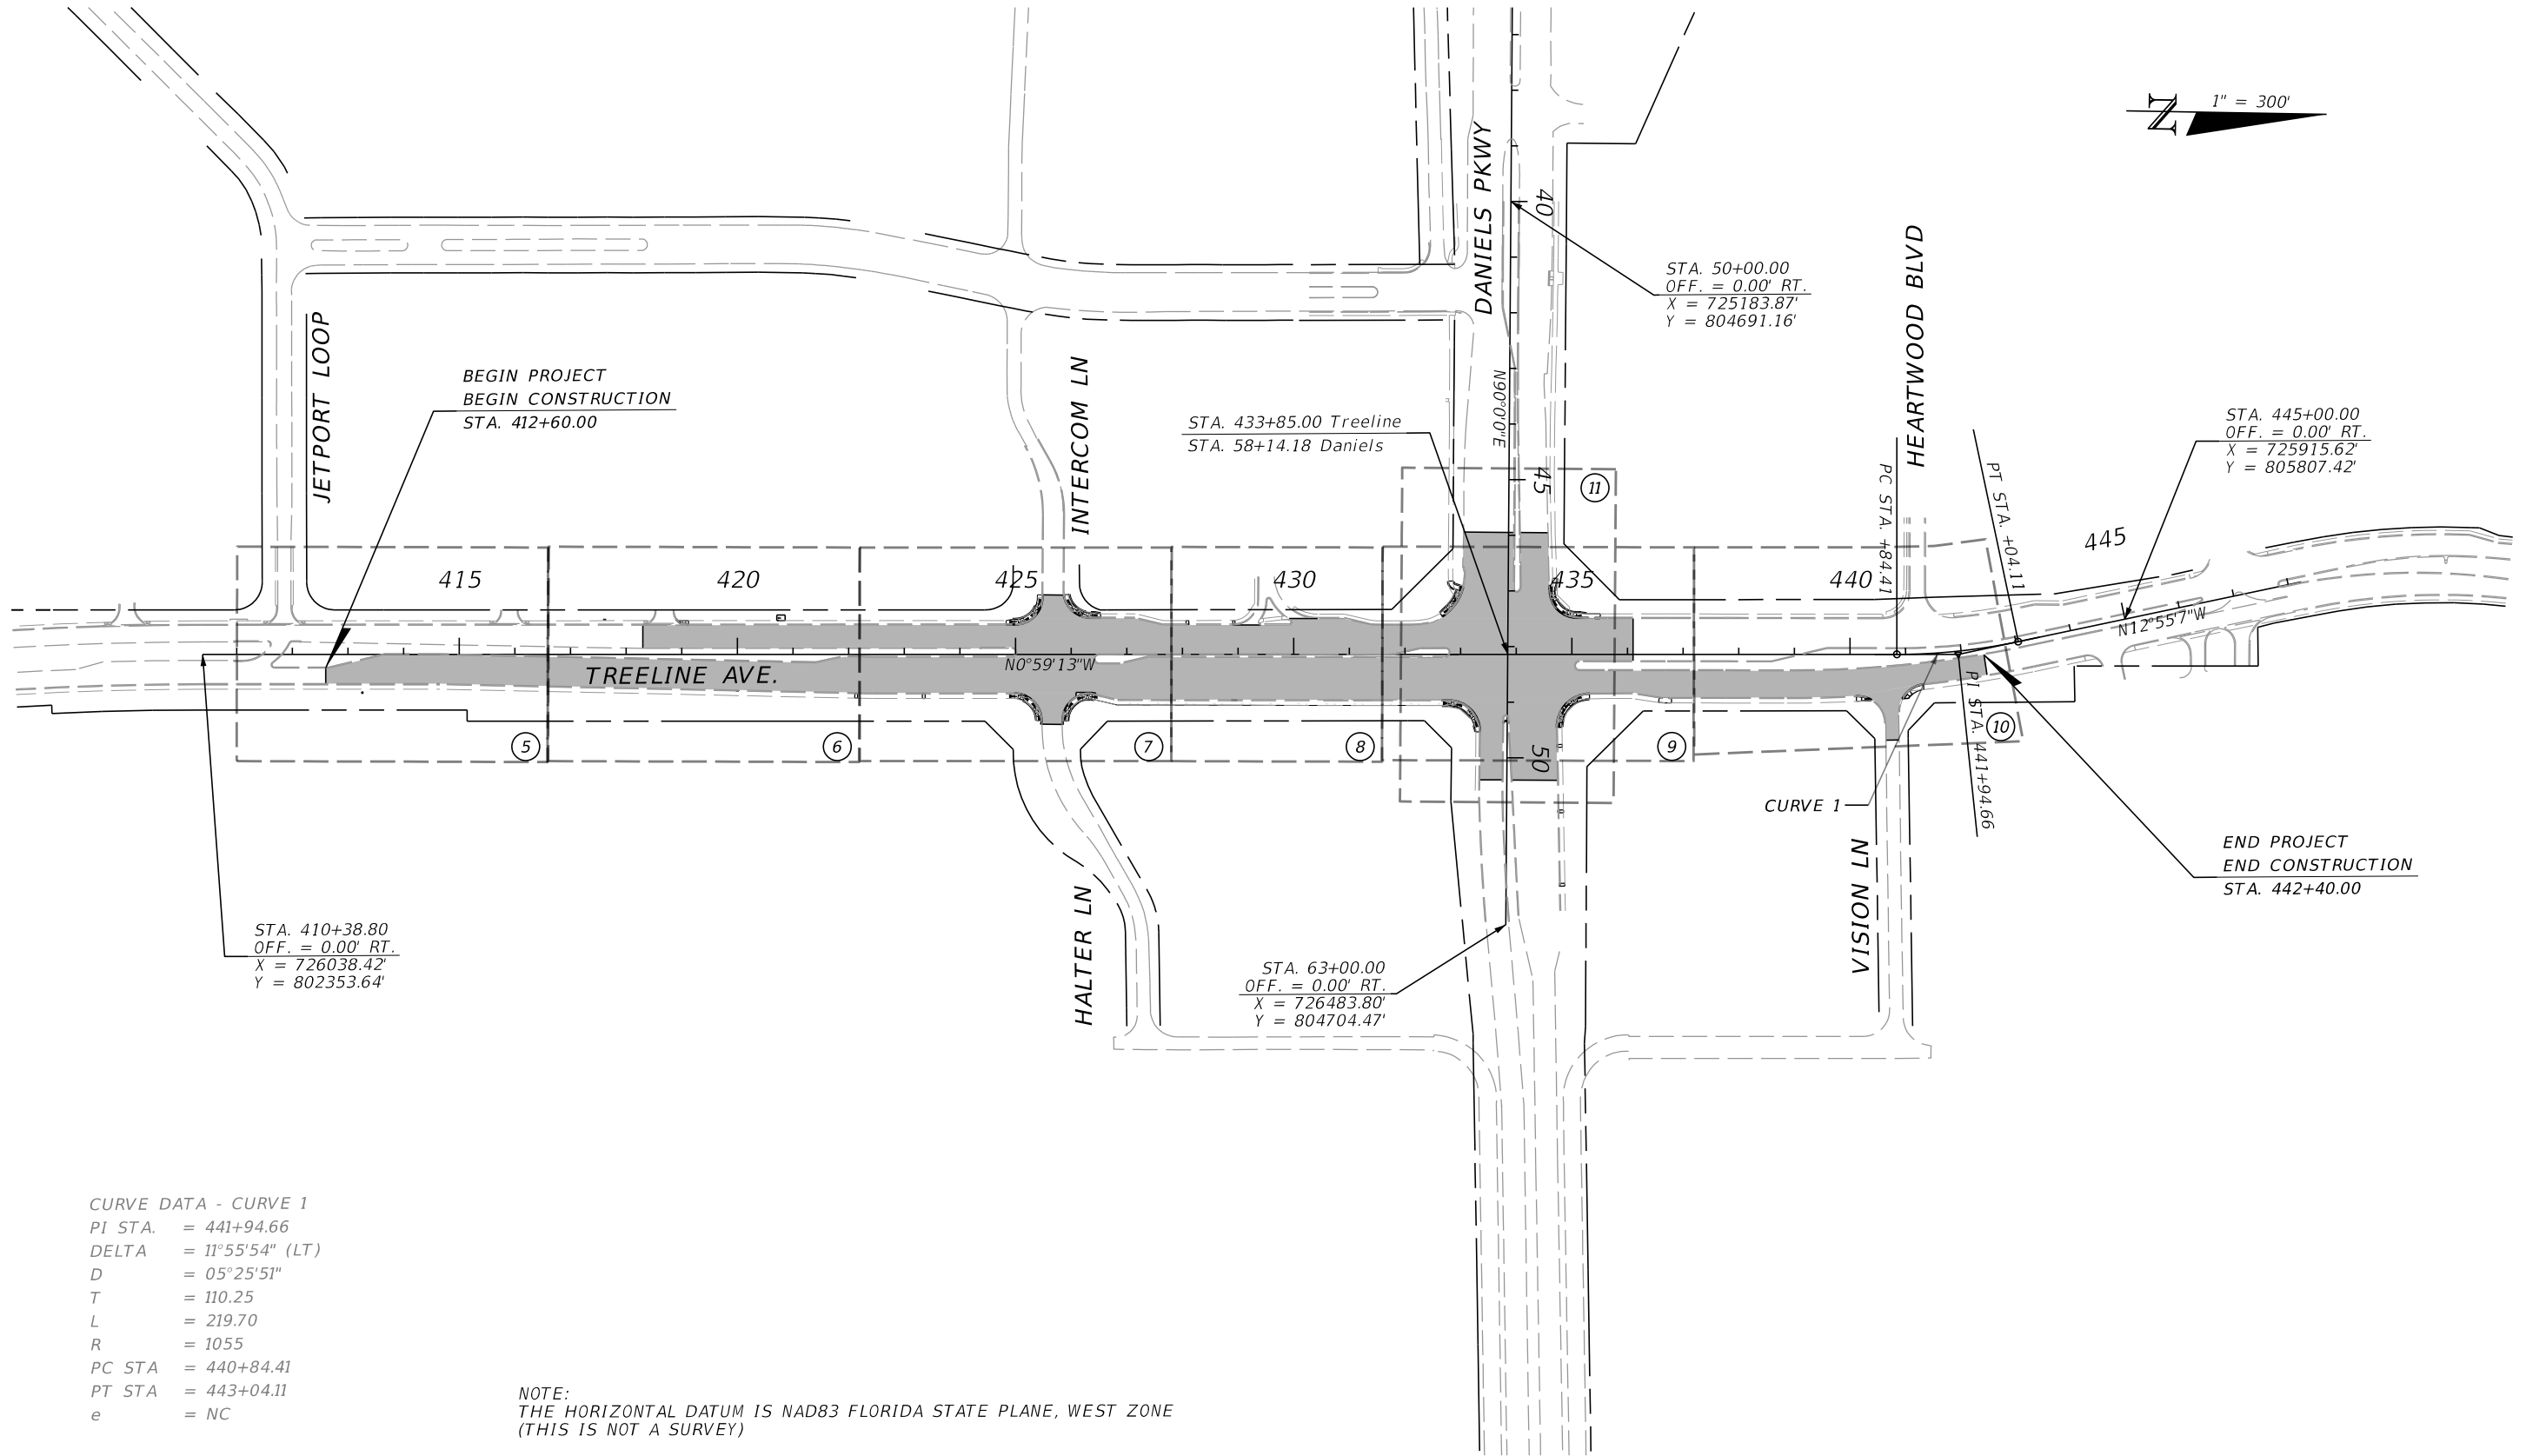 1" = 300'
N
DANIELS PKWY
40
N90°0'0"E
45
50
STA. 50+00.00
OFF. = 0.00' RT.
X = 725183.87'
Y = 804691.16'
HEARTWOOD BLVD
JETPORT LOOP
BEGIN PROJECT
BEGIN CONSTRUCTION
STA. 412+60.00
INTERCOM LN
STA. 433+85.00 Treeline
STA. 58+14.18 Daniels
STA. 445+00.00
OFF. = 0.00' RT.
X = 725915.62'
Y = 805807.42'
PC STA. +84.41
PT STA. +04.11
11
415
420
425
430
435
440
445
N12°55'7"W
N0°59'13"W
TREELINE AVE.
5
6
7
8
9
10
PI STA. 441+94.66
CURVE 1
VISION LN
END PROJECT
END CONSTRUCTION
STA. 442+40.00
HALTER LN
STA. 410+38.80
OFF. = 0.00' RT.
X = 726038.42'
Y = 802353.64'
STA. 63+00.00
OFF. = 0.00' RT.
X = 726483.80'
Y = 804704.47'
CURVE DATA - CURVE 1
PI STA. = 441+94.66
DELTA = 11°55'54" (LT)
D = 05°25'51"
T = 110.25
L = 219.70
R = 1055
PC STA = 440+84.41
PT STA = 443+04.11
e = NC
NOTE:
THE HORIZONTAL DATUM IS NAD83 FLORIDA STATE PLANE, WEST ZONE
(THIS IS NOT A SURVEY)